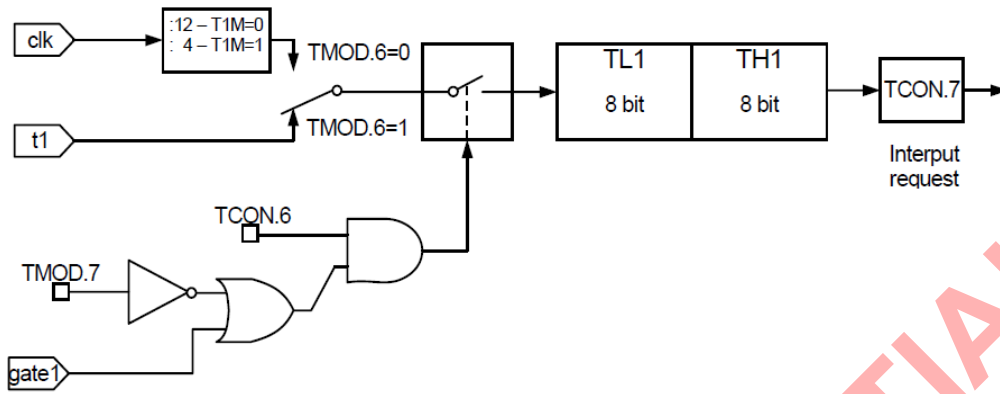 clk
:12 – T1M=0
: 4 – T1M=1
TMOD.6=0
TL1
TH1
8 bit
8 bit
TCON.7
t1
TMOD.6=1
Interput
request
TCON.6
TMOD.7
gate1